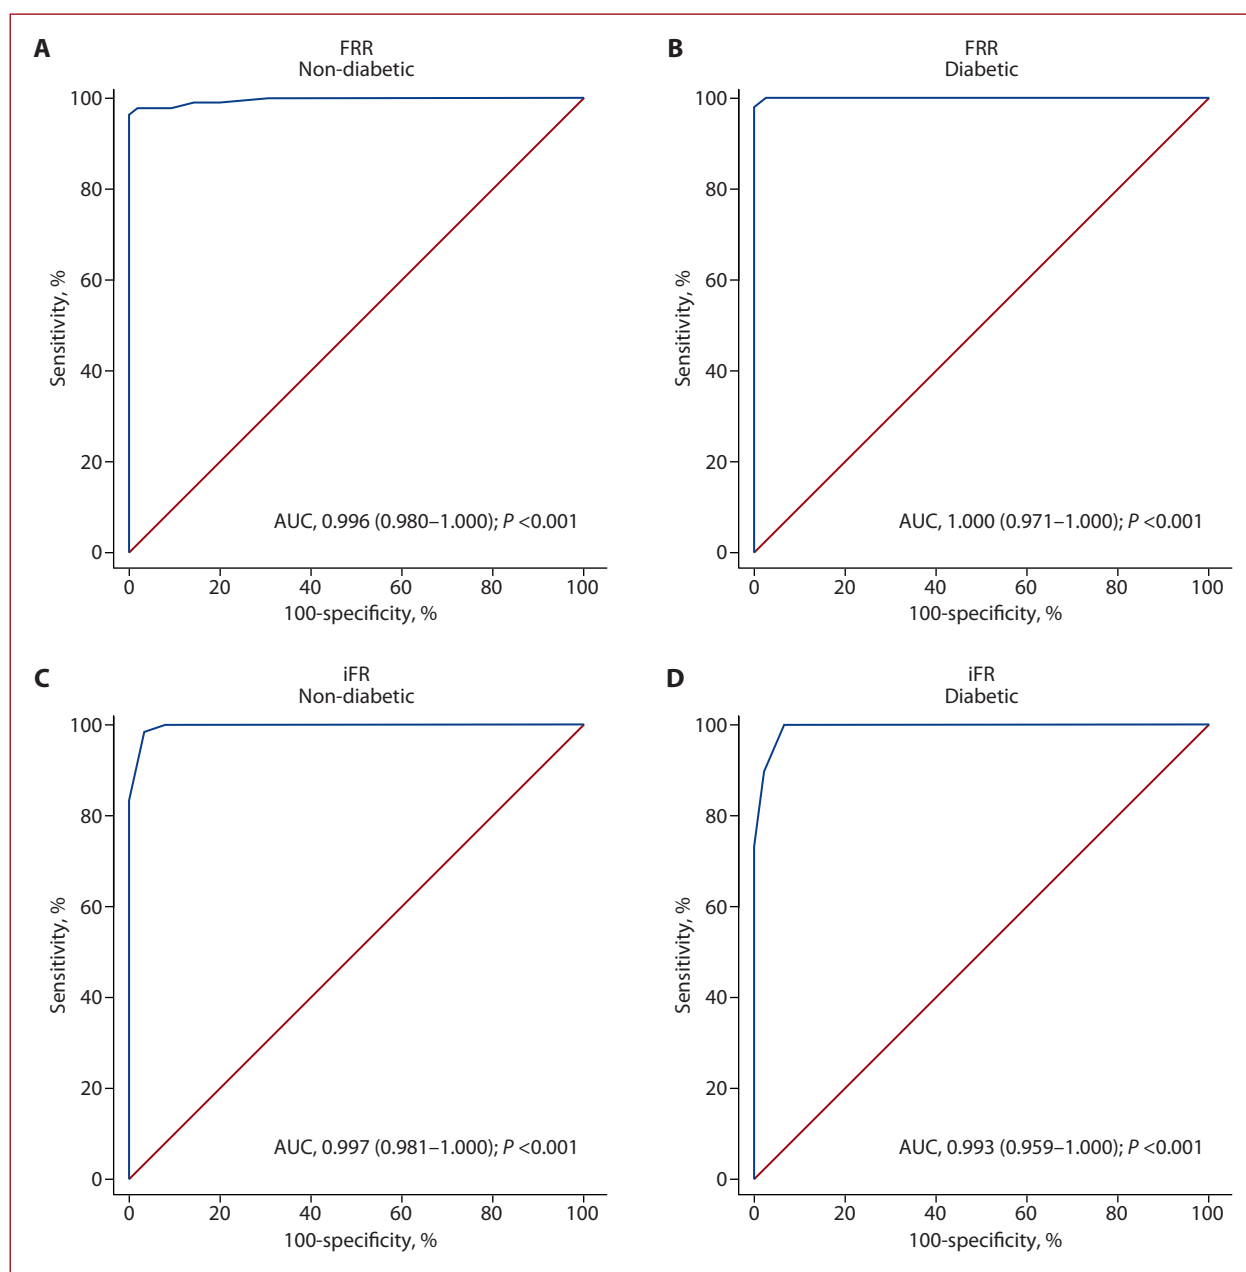 A
FRR
Non-diabetic
100
80
60
40
20
0
Sensitivity, %
AUC, 0.996 (0.980–1.000); P <0.001
0 20 40 60 80 100
100-specificity, %
B
FRR
Diabetic
100
80
60
40
20
0
Sensitivity, %
AUC, 1.000 (0.971–1.000); P <0.001
0 20 40 60 80 100
100-specificity, %
C
iFR
Non-diabetic
100
80
60
40
20
0
Sensitivity, %
AUC, 0.997 (0.981–1.000); P <0.001
0 20 40 60 80 100
100-specificity, %
D
iFR
Diabetic
100
80
60
40
20
0
Sensitivity, %
AUC, 0.993 (0.959–1.000); P <0.001
0 20 40 60 80 100
100-specificity, %